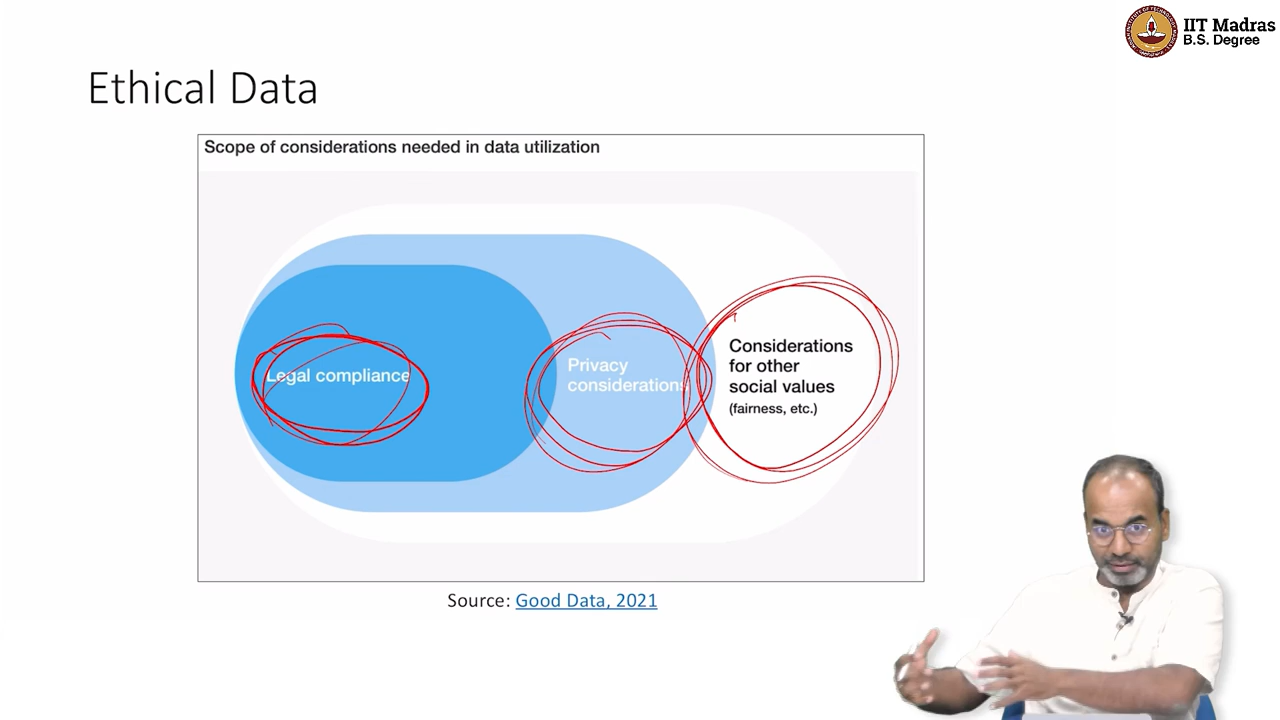 IIT Madras
B.S. Degree
Ethical Data
Scope of considerations needed in data utilization
Legal compliance
Privacy
considerations
Considerations
for other
social values
(fairness, etc.)
Source: Good Data, 2021